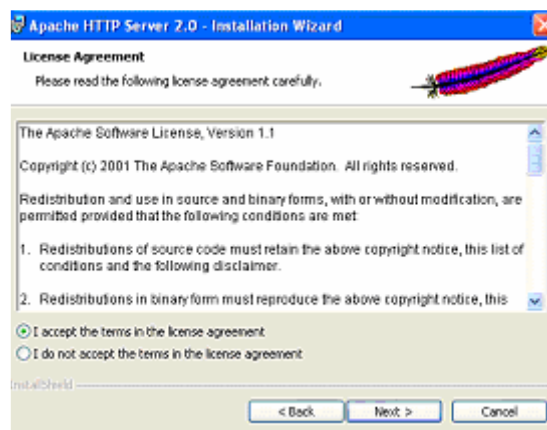 Apache HTTP Server 2.0 - Installation Wizard
License Agreement
Please read the following license agreement carefully.
The Apache Software License, Version 1.1
Copyright (c) 2001 The Apache Software Foundation. All rights reserved.
Redistribution and use in source and binary forms, with or without modification, are
permitted provided that the following conditions are met
1. Redistributions of source code must retain the above copyright notice, this list of
conditions and the following disclaimer.
2. Redistributions in binary form must reproduce the above copyright notice, this
I accept the terms in the license agreement
I do not accept the terms in the license agreement
InstallShield
< Back
Next >
Cancel